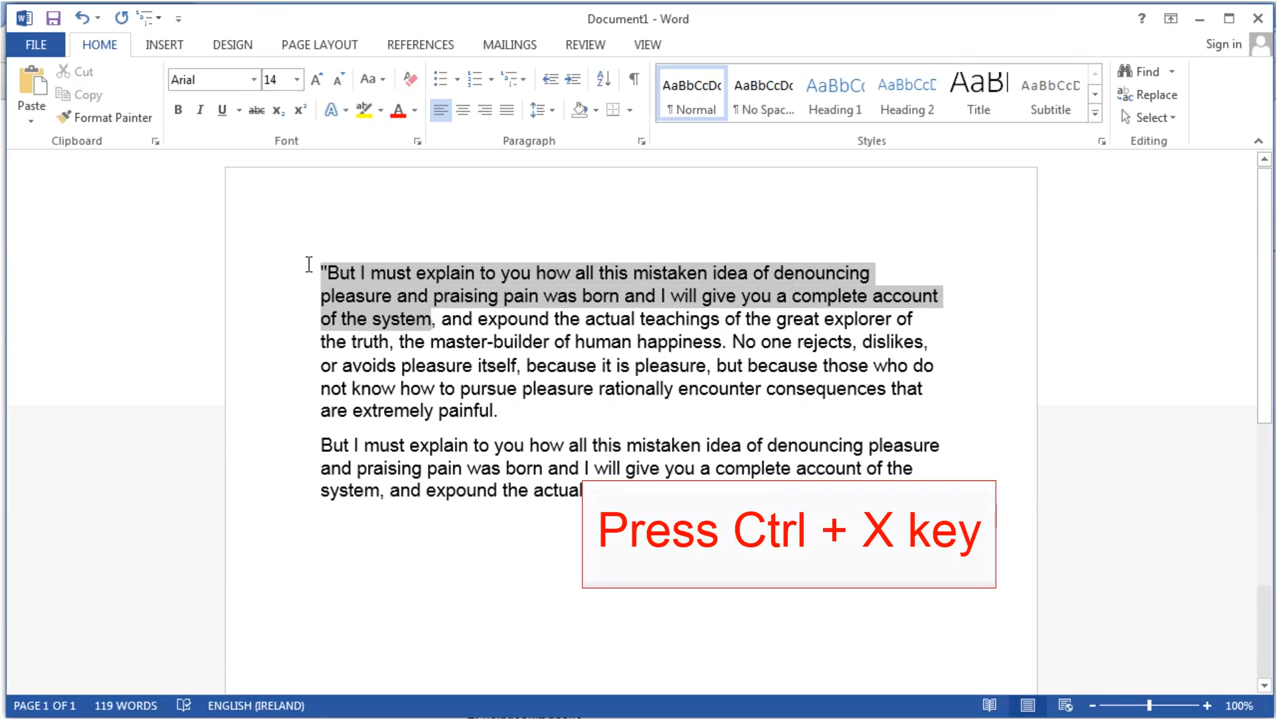 Document1 - Word
?
FILE HOME INSERT DESIGN PAGE LAYOUT REFERENCES MAILINGS REVIEW VIEW Sign in
Paste
Cut
Copy
Format Painter
Clipboard
Arial 14 Aa
B I U abc x₂ x² A A
Font
Paragraph
AaBbCcDc AaBbCcDc AaBbCc AaBbCcD AaB AaBbCcD
¶ Normal ¶ No Spac... Heading 1 Heading 2 Title Subtitle
Styles
Find
Replace
Select
Editing
"But I must explain to you how all this mistaken idea of denouncing
pleasure and praising pain was born and I will give you a complete account
of the system, and expound the actual teachings of the great explorer of
the truth, the master-builder of human happiness. No one rejects, dislikes,
or avoids pleasure itself, because it is pleasure, but because those who do
not know how to pursue pleasure rationally encounter consequences that
are extremely painful.
But I must explain to you how all this mistaken idea of denouncing pleasure
and praising pain was born and I will give you a complete account of the
system, and expound the actual
Press Ctrl + X key
PAGE 1 OF 1 119 WORDS ENGLISH (IRELAND) 100%